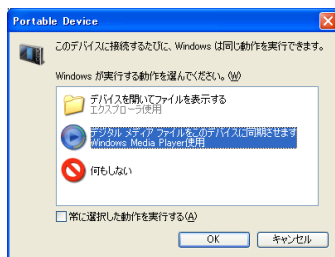 Portable Device
このデバイスに接続するたびに、Windows は同じ動作を実行できます。
Windows が実行する動作を選んでください。(W)
デバイスを開いてファイルを表示する
エクスプローラ使用
デジタル メディア ファイルをこのデバイスに同期させます
Windows Media Player使用
何もしない
常に選択した動作を実行する(A)
OK
キャンセル